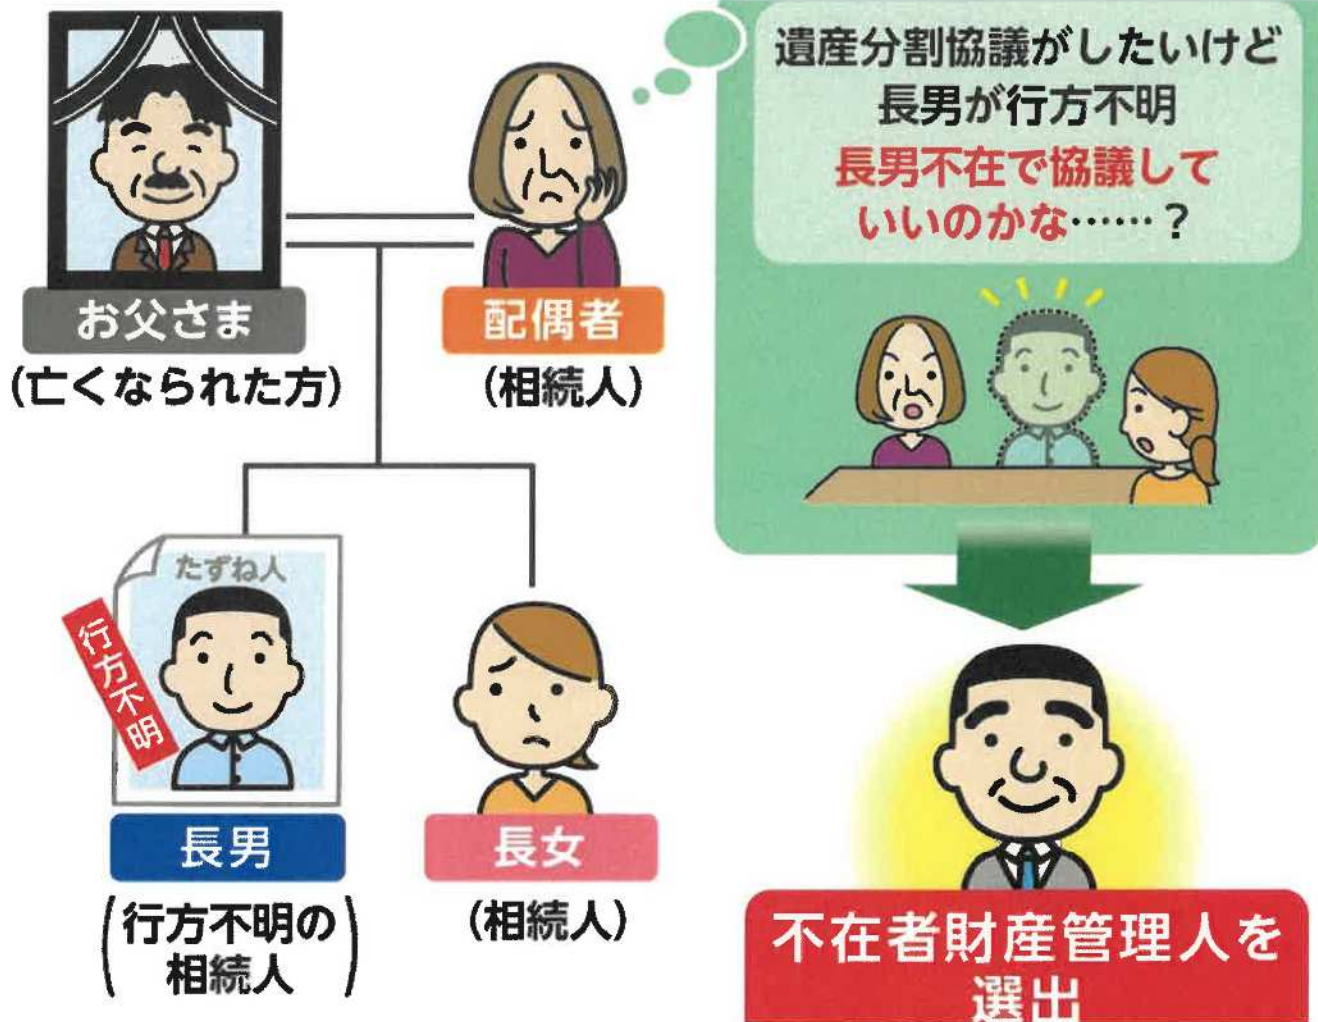 遺産分割協議がしたいけど
長男が行方不明
長男不在で協議して
いいのかな……？
お父さま
(亡くなられた方)
配偶者
(相続人)
たずね人
行方不明
長男
(行方不明の
相続人)
長女
(相続人)
不在者財産管理人を
選出